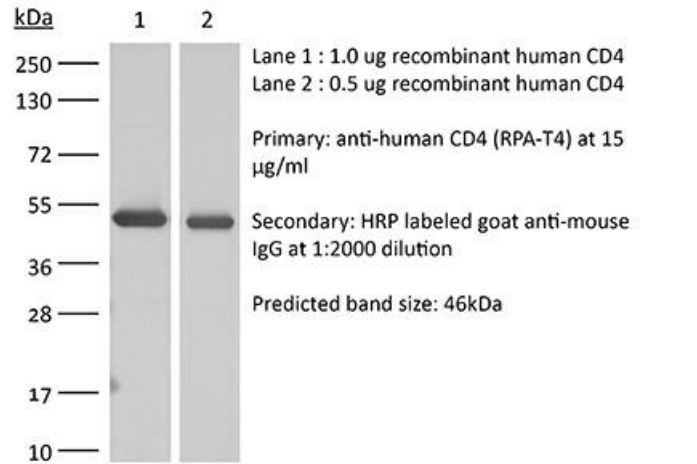 kDa 1 2
250
130
72
55
36
28
17
10
Lane 1 : 1.0 ug recombinant human CD4
Lane 2 : 0.5 ug recombinant human CD4
Primary: anti-human CD4 (RPA-T4) at 15
µg/ml
Secondary: HRP labeled goat anti-mouse
IgG at 1:2000 dilution
Predicted band size: 46kDa